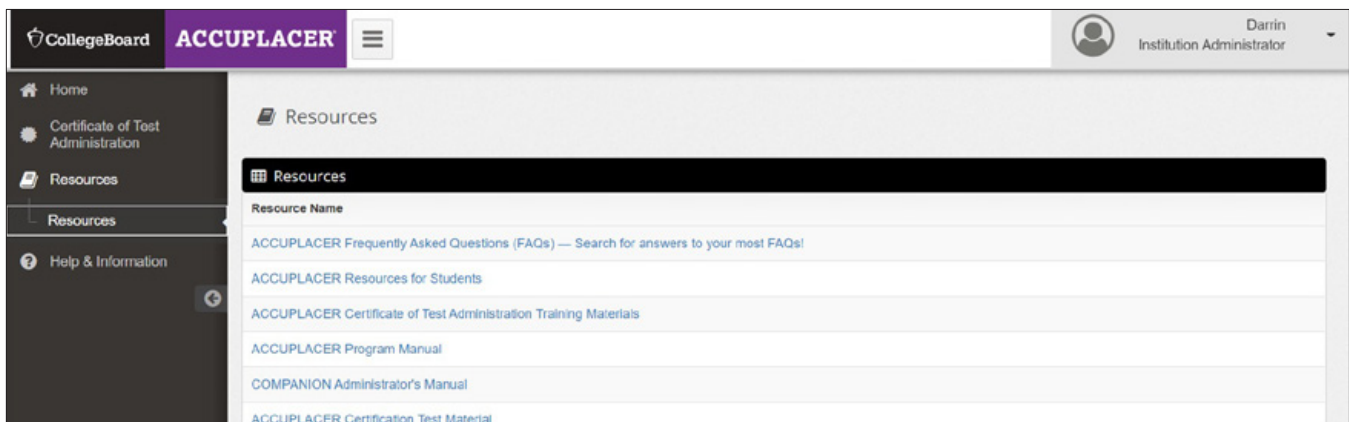 CollegeBoard ACCUPLACER®
Darrin
Institution Administrator
Home
Certificate of Test
Administration
Resources
Resources
Help & Information
Resources
Resources
Resource Name
ACCUPLACER Frequently Asked Questions (FAQs) — Search for answers to your most FAQs!
ACCUPLACER Resources for Students
ACCUPLACER Certificate of Test Administration Training Materials
ACCUPLACER Program Manual
COMPANION Administrator's Manual
ACCUPLACER Certification Test Material